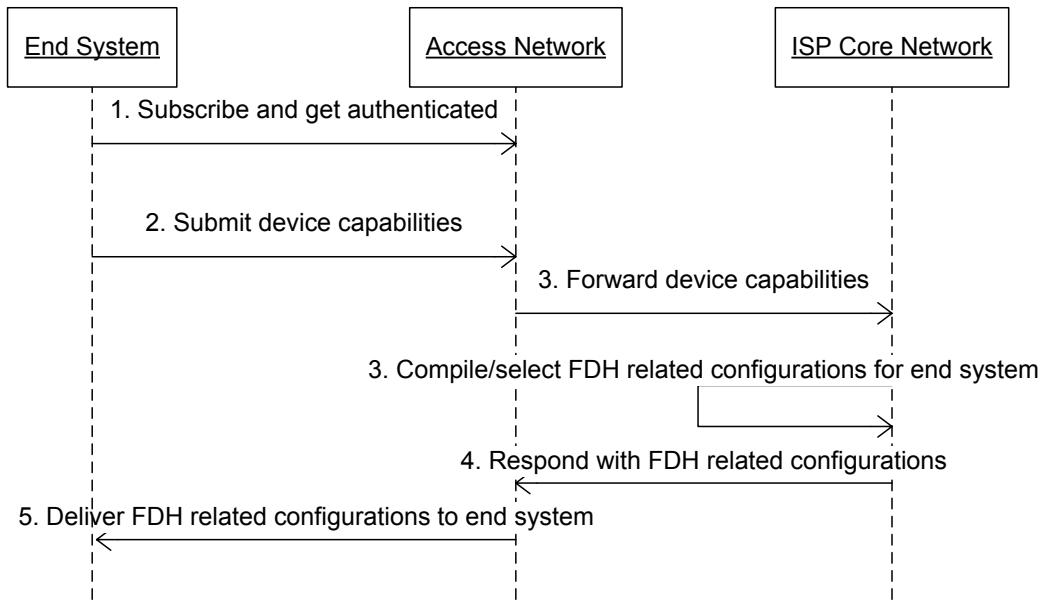 End System
Access Network
ISP Core Network
1. Subscribe and get authenticated
2. Submit device capabilities
3. Forward device capabilities
3. Compile/select FDH related configurations for end system
4. Respond with FDH related configurations
5. Deliver FDH related configurations to end system